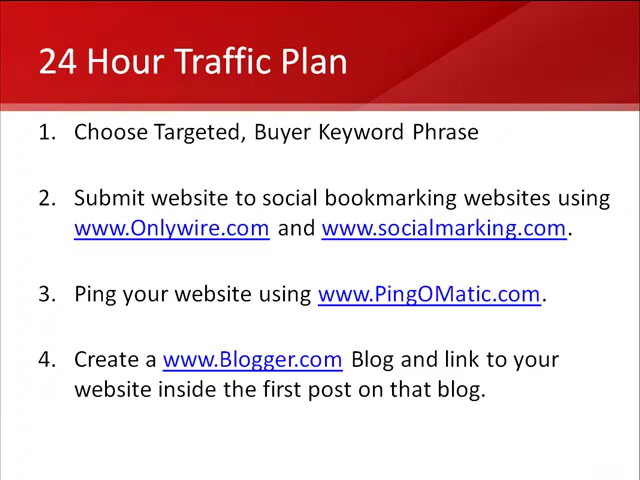 24 Hour Traffic Plan
1. Choose Targeted, Buyer Keyword Phrase
2. Submit website to social bookmarking websites using
www.Onlywire.com and www.socialmarking.com.
3. Ping your website using www.PingOMatic.com.
4. Create a www.Blogger.com Blog and link to your
website inside the first post on that blog.